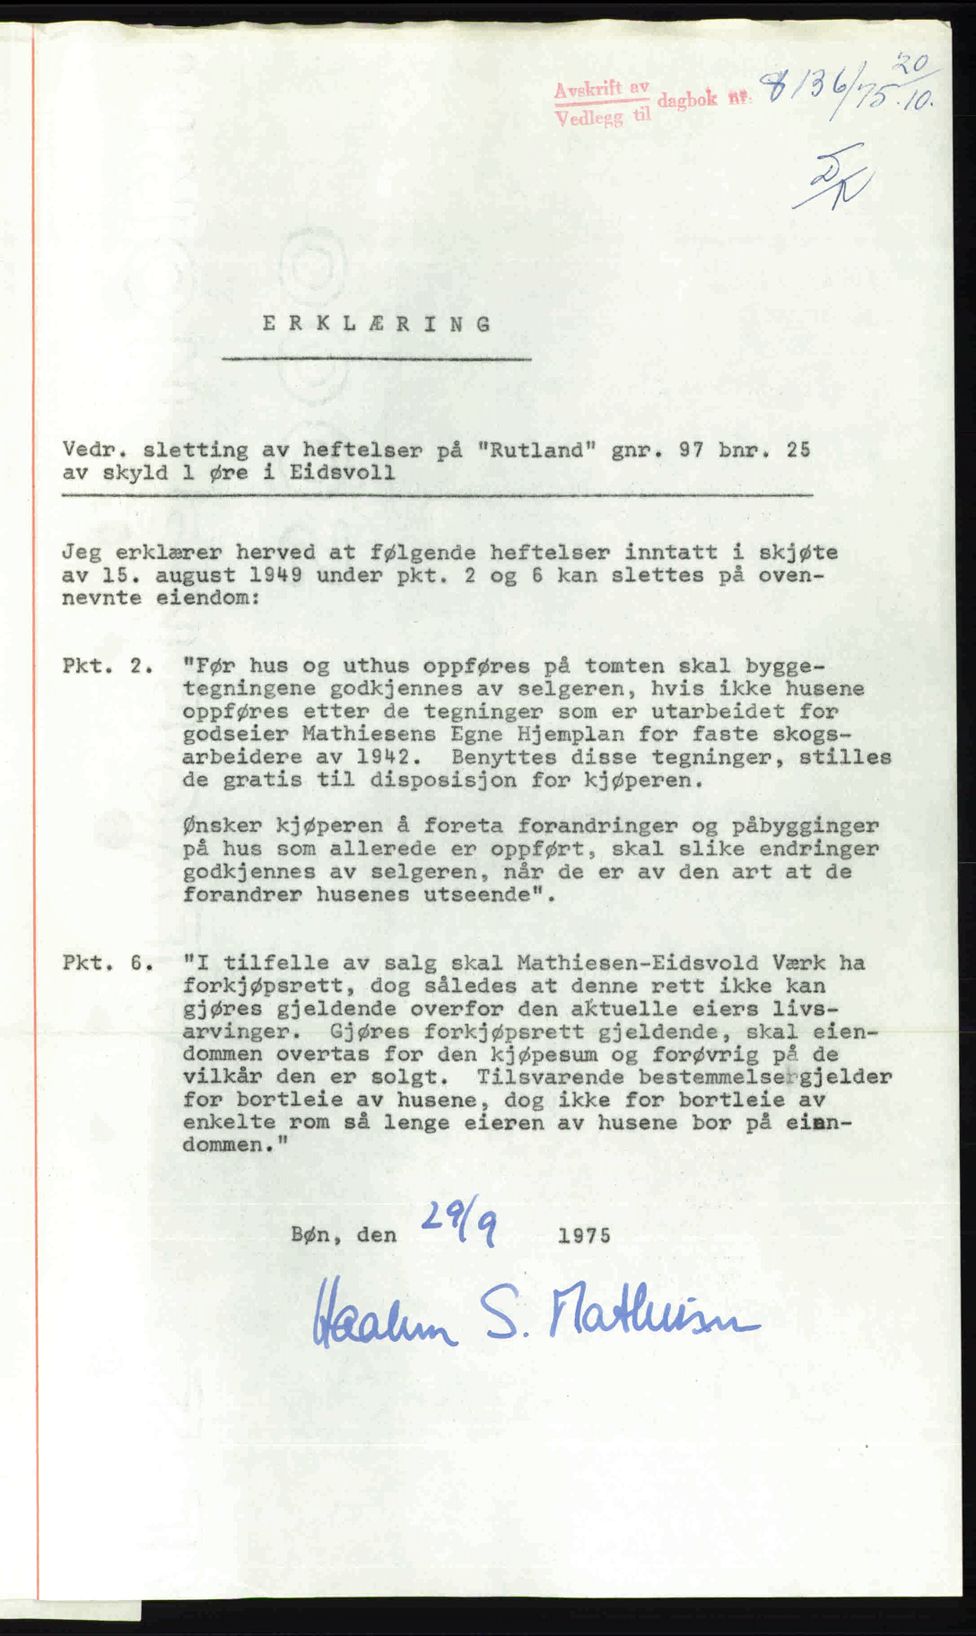 Avskrift av
Vedlegg til dagbok nr. 8136/75 20/10.
E R K L Æ R I N G
Vedr. sletting av heftelser på "Rutland" gnr. 97 bnr. 25
av skyld 1 øre i Eidsvoll
Jeg erklærer herved at følgende heftelser inntatt i skjøte
av 15. august 1949 under pkt. 2 og 6 kan slettes på oven-
nevnte eiendom:
Pkt. 2. "Før hus og uthus oppføres på tomten skal bygge-
tegningene godkjennes av selgeren, hvis ikke husene
oppføres etter de tegninger som er utarbeidet for
godseier Mathiesens Egne Hjemplan for faste skogs-
arbeidere av 1942. Benyttes disse tegninger, stilles
de gratis til disposisjon for kjøperen.
Ønsker kjøperen å foreta forandringer og påbygginger
på hus som allerede er oppført, skal slike endringer
godkjennes av selgeren, når de er av den art at de
forandrer husenes utseende".
Pkt. 6. "I tilfelle av salg skal Mathiesen-Eidsvold Værk ha
forkjøpsrett, dog således at denne rett ikke kan
gjøres gjeldende overfor den aktuelle eiers livs-
arvinger. Gjøres forkjøpsrett gjeldende, skal eien-
dommen overtas for den kjøpesum og forøvrig på de
vilkår den er solgt. Tilsvarende bestemmelser gjelder
for bortleie av husene, dog ikke for bortleie av
enkelte rom så lenge eieren av husene bor på eien-
dommen."
Bøn, den 29/9 1975
Haaken S. Mathiesen